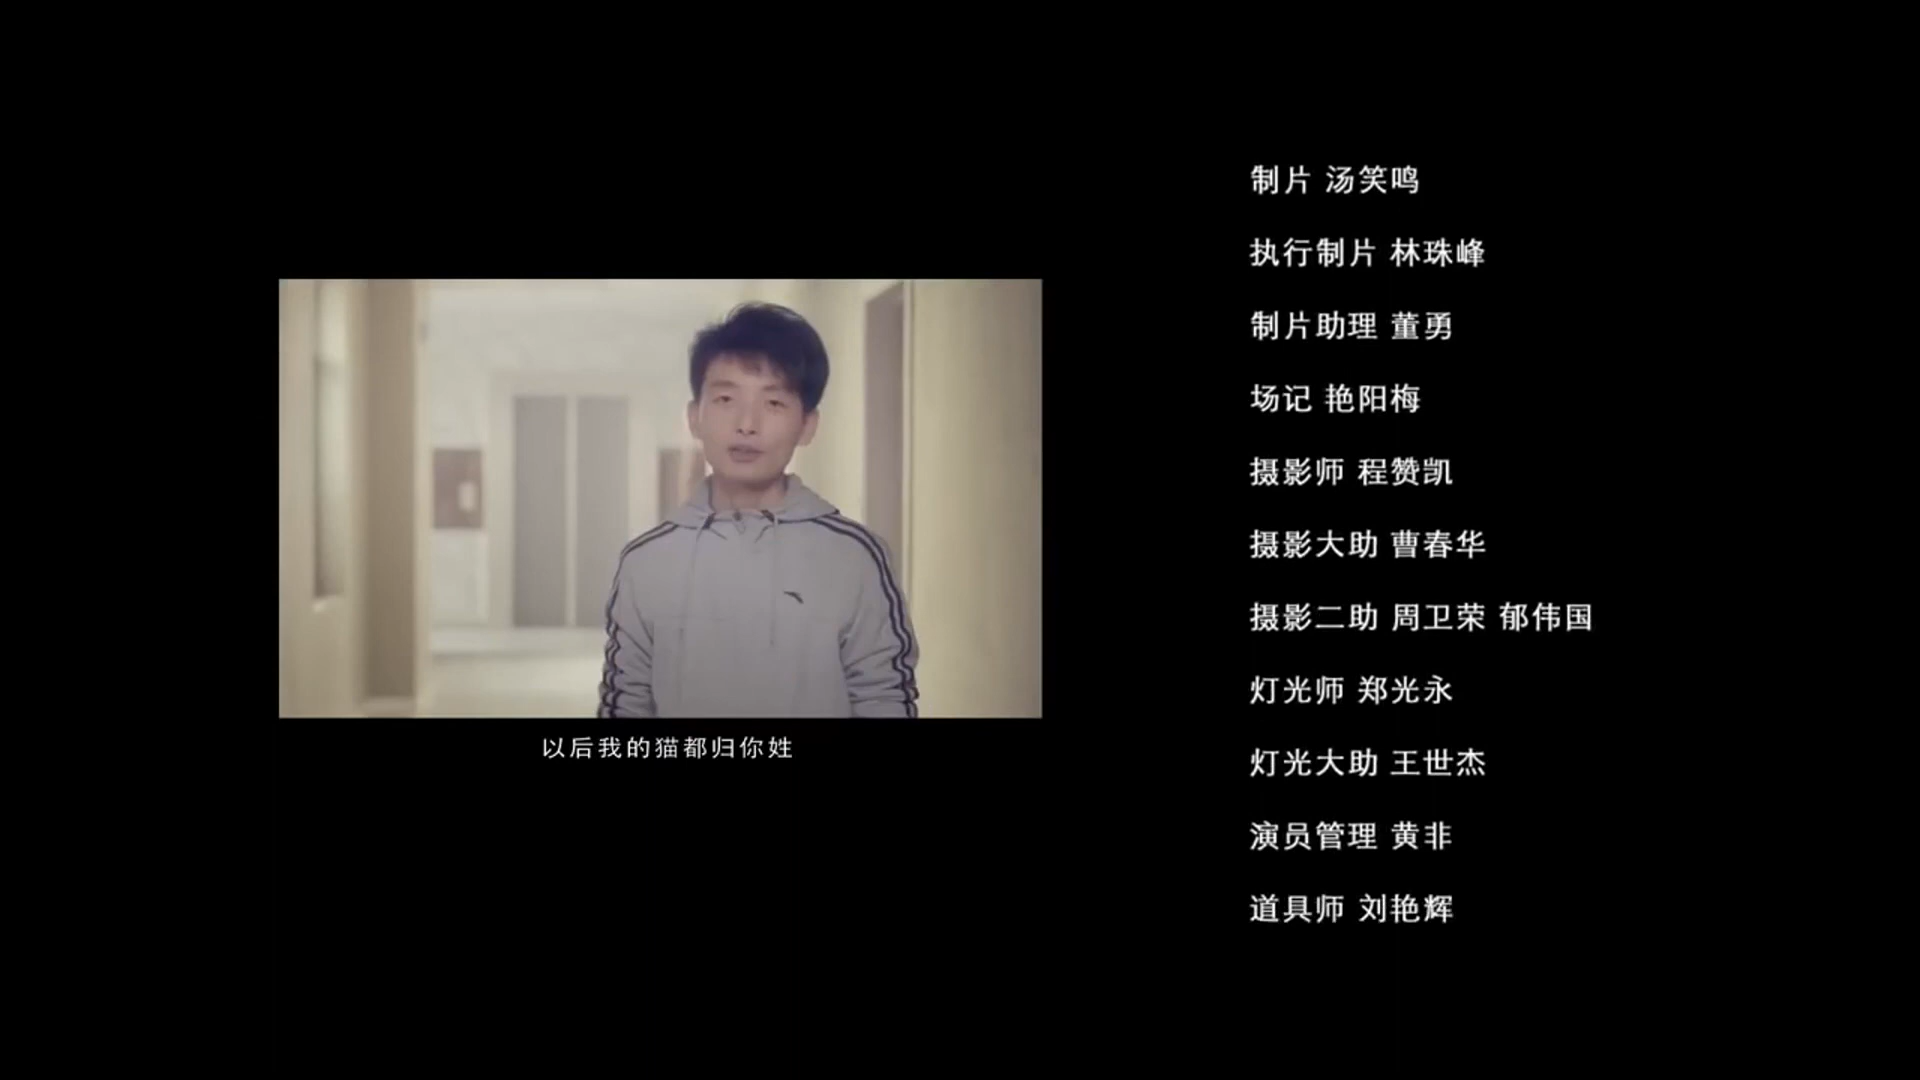 制片 汤笑鸣
执行制片 林珠峰
制片助理 董勇
场记 艳阳梅
摄影师 程赞凯
摄影大助 曹春华
摄影二助 周卫荣 郁伟国
灯光师 郑光永
灯光大助 王世杰
演员管理 黄非
道具师 刘艳辉
以后我的猫都归你姓